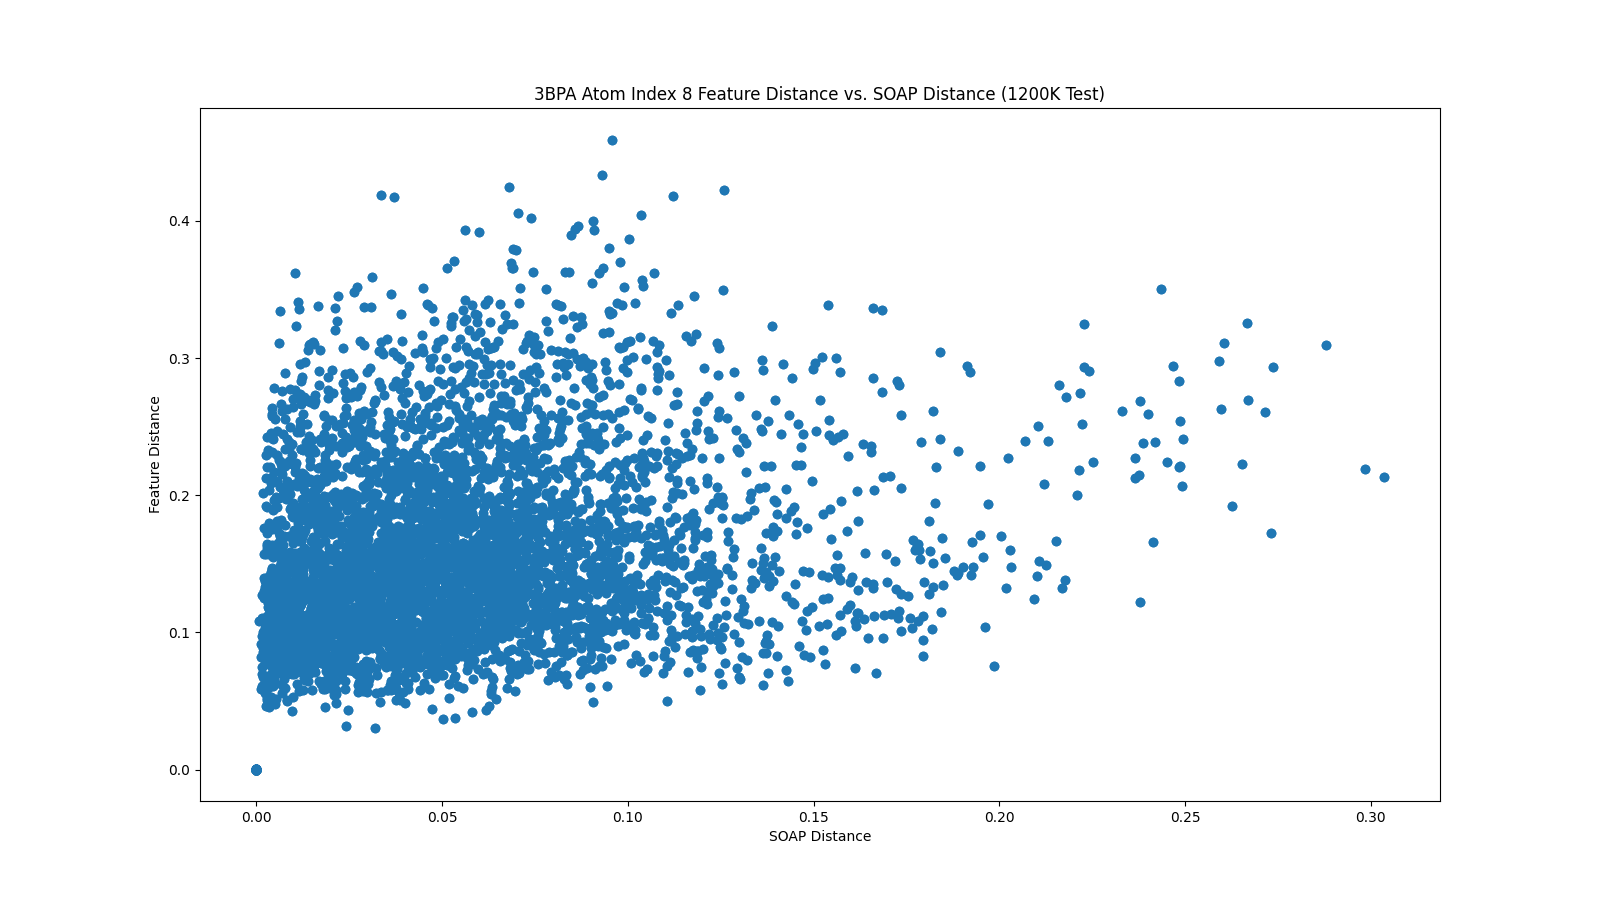 3BPA Atom Index 8 Feature Distance vs. SOAP Distance (1200K Test)
Feature Distance
0.4
0.3
0.2
0.1
0.0
0.00 0.05 0.10 0.15 0.20 0.25 0.30
SOAP Distance